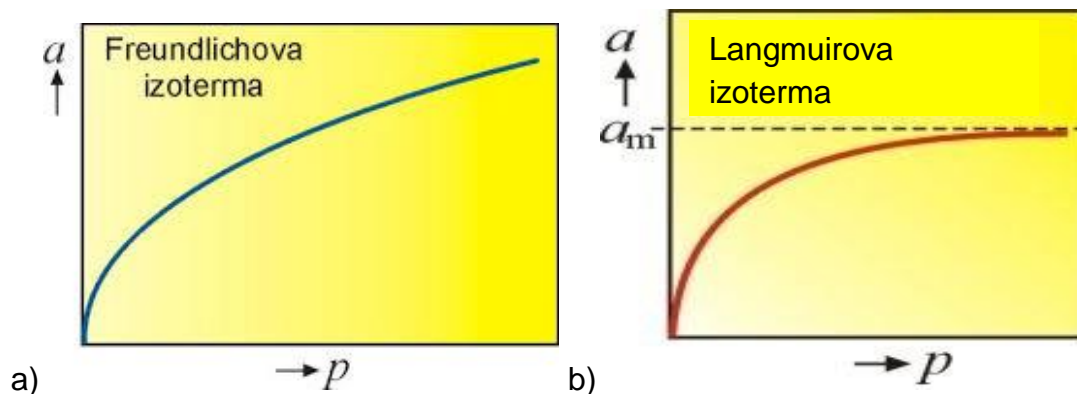 a
Freundlichova
izoterma
p
a)
a
Langmuirova
izoterma
am
p
b)